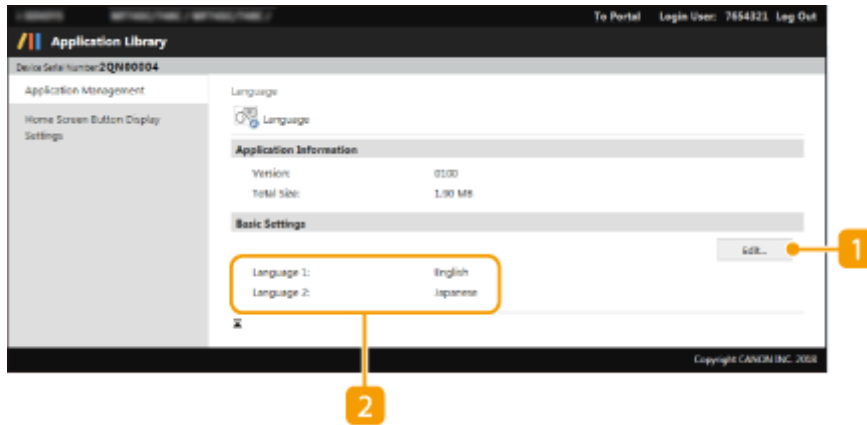 To Portal Login User: 7654321 Log Out
Application Library
Device Serial Number:2QN00004
Application Management
Home Screen Button Display
Settings
Language
Language
Application Information
Version: 0100
Total Size: 1.90 MB
Basic Settings
Edit...
1
Language 1: English
Language 2: Japanese
Copyright CANON INC. 2018
2